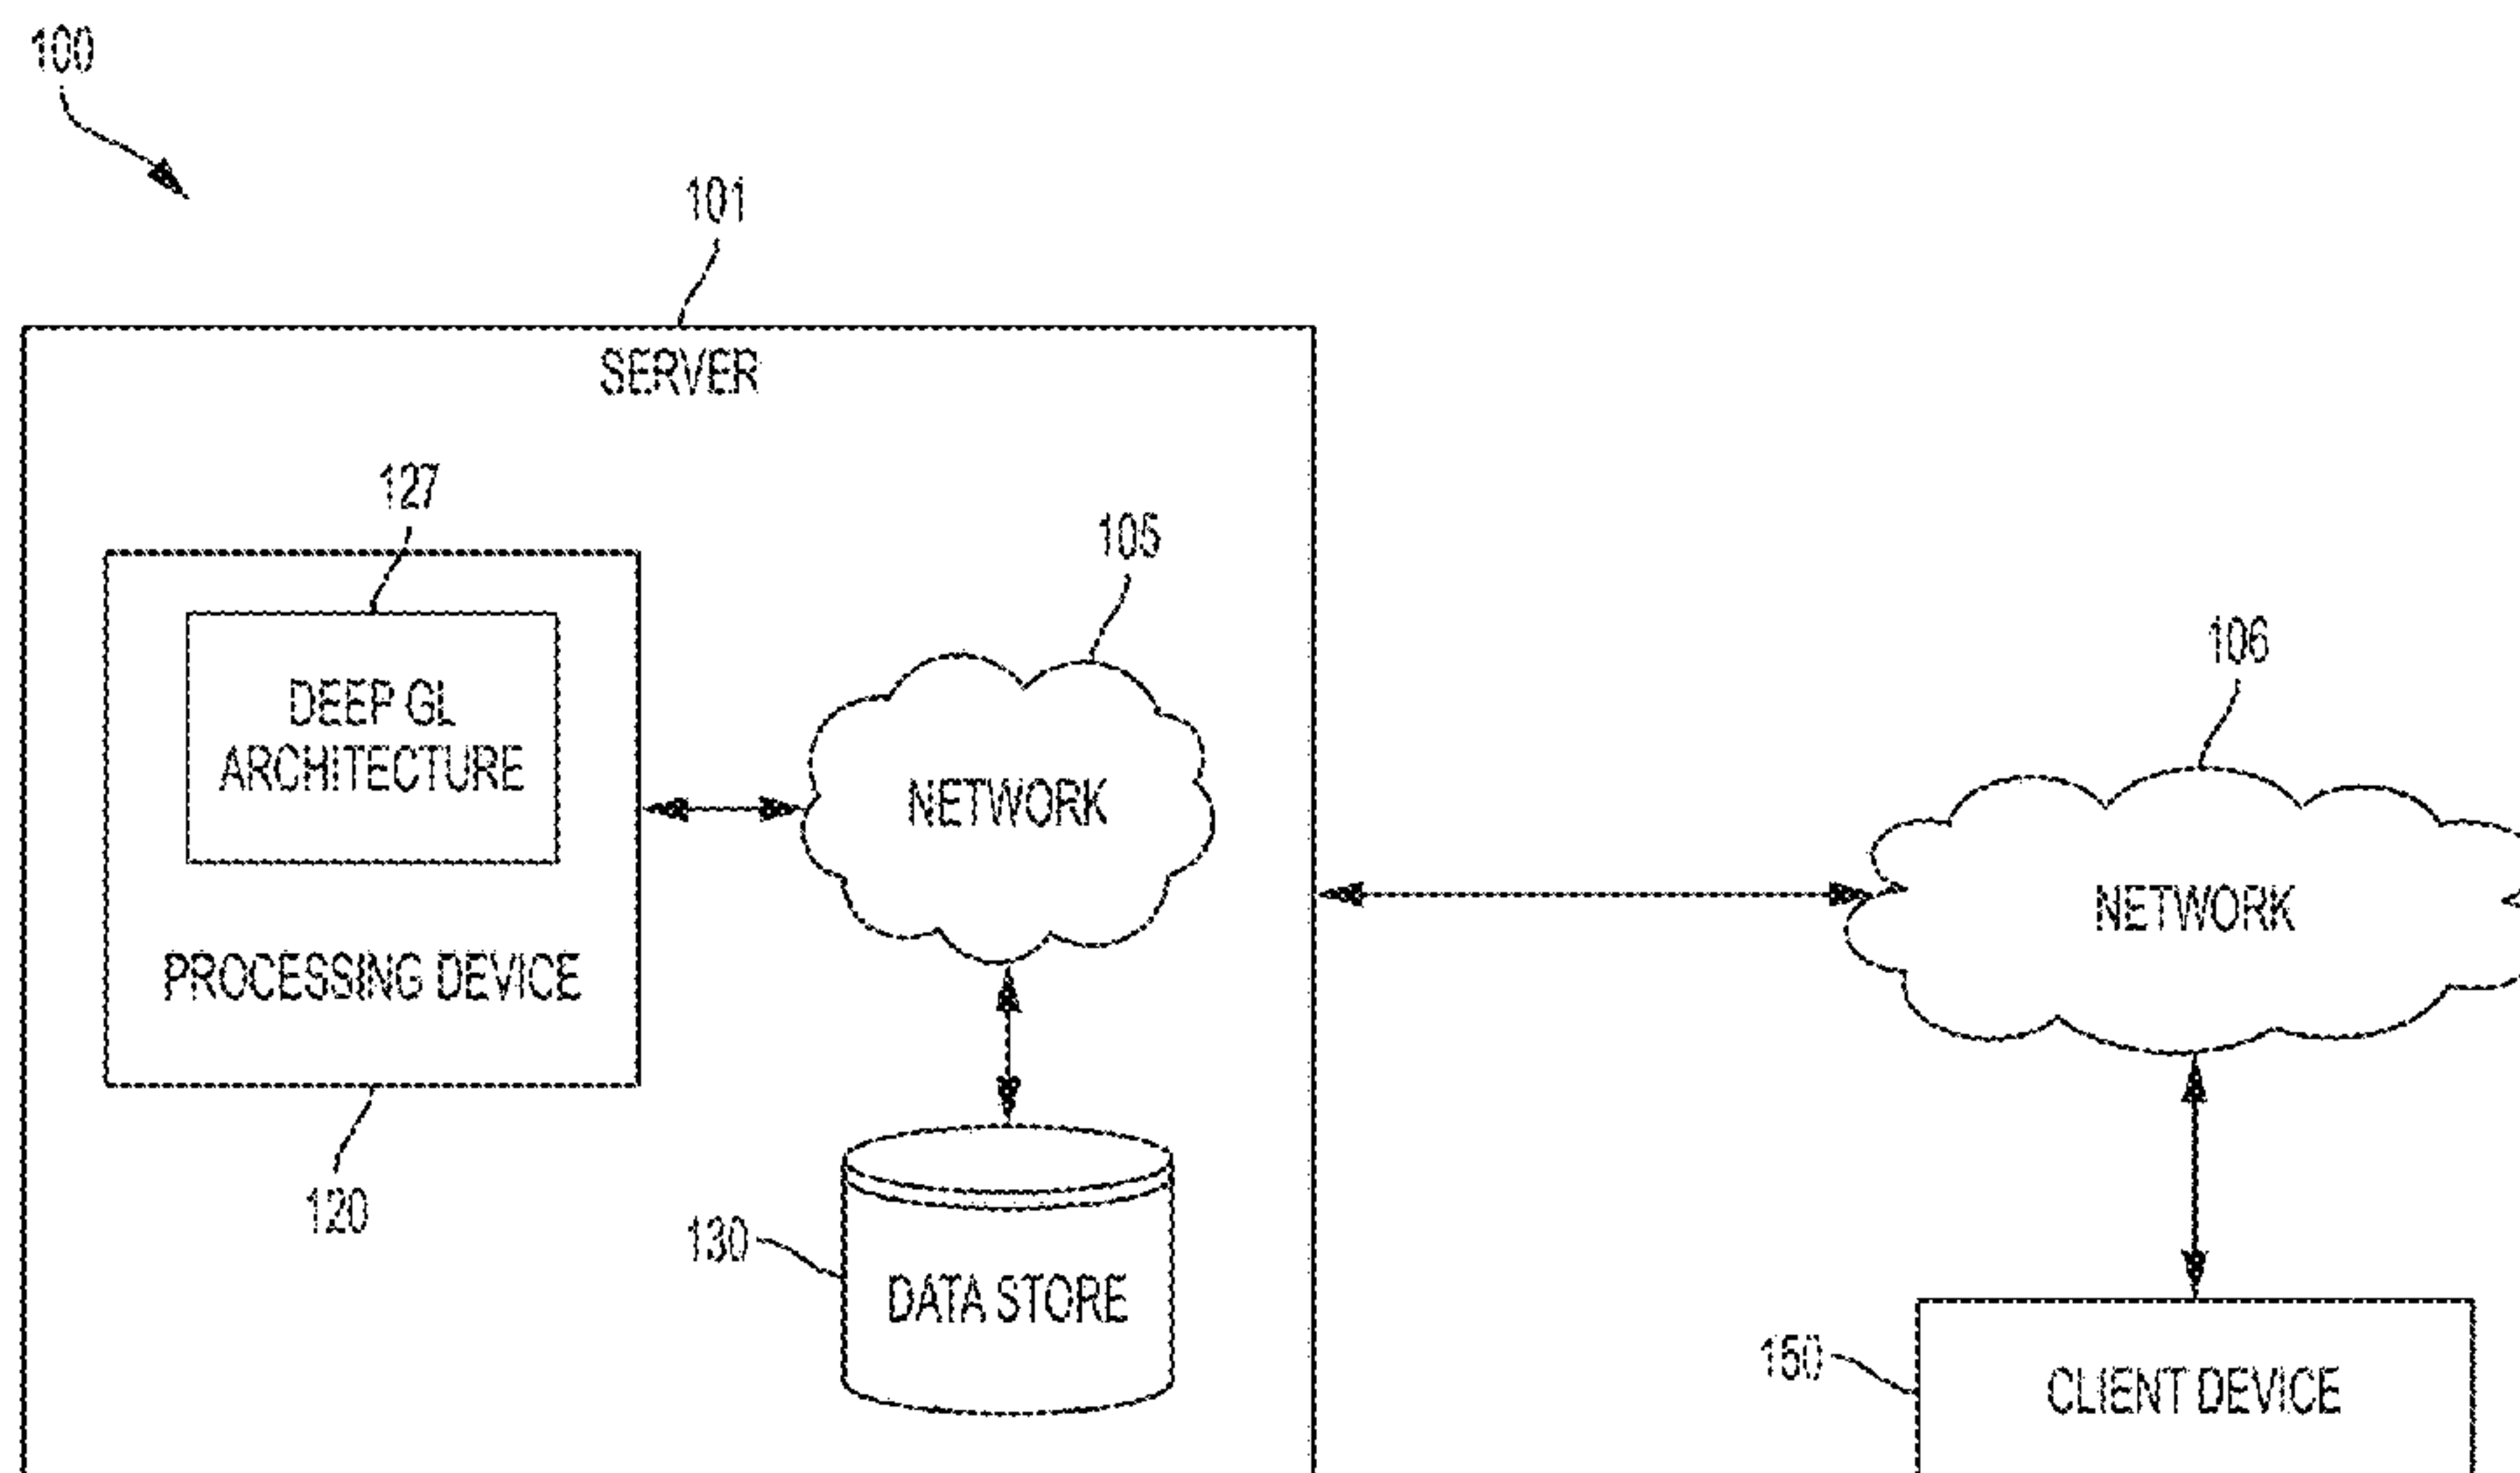 100
101
SERVER
127
105
DEEP GL
ARCHITECTURE
NETWORK
106
NETWORK
PROCESSING DEVICE
120
130
DATA STORE
150
CLIENT DEVICE